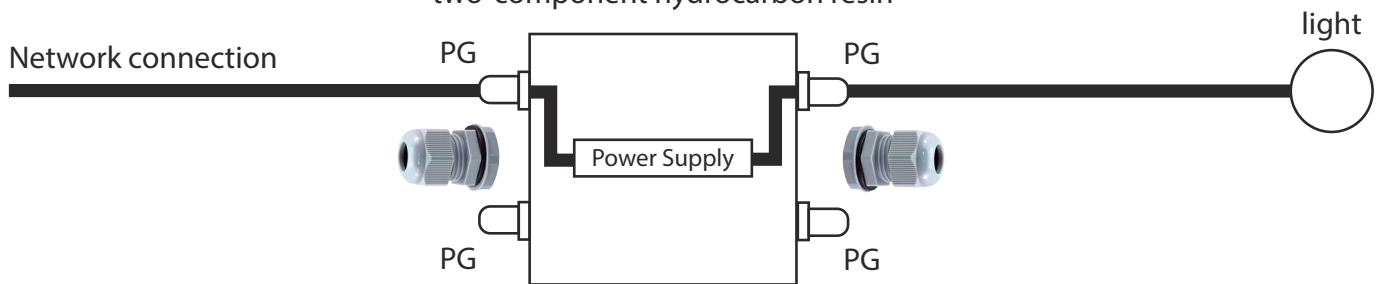 two-component hydrocarbon resin
light
Network connection
PG
PG
Power Supply
PG
PG